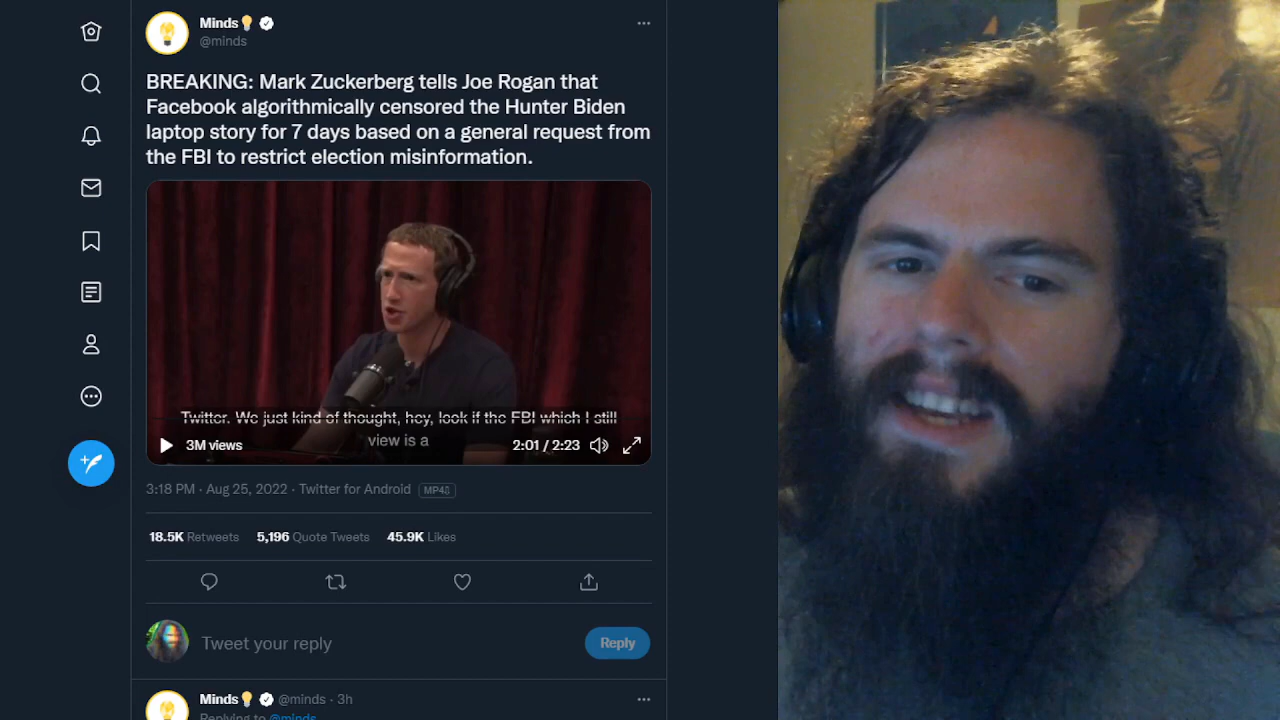 Minds
@minds
BREAKING: Mark Zuckerberg tells Joe Rogan that
Facebook algorithmically censored the Hunter Biden
laptop story for 7 days based on a general request from
the FBI to restrict election misinformation.
Twitter. We just kind of thought, hey, look if the FBI which I still
view is a
3M views
2:01 / 2:23
3:18 PM · Aug 25, 2022 · Twitter for Android
18.5K Retweets 5,196 Quote Tweets 45.9K Likes
Tweet your reply
Reply
Minds @minds · 3h
Replying to @minds